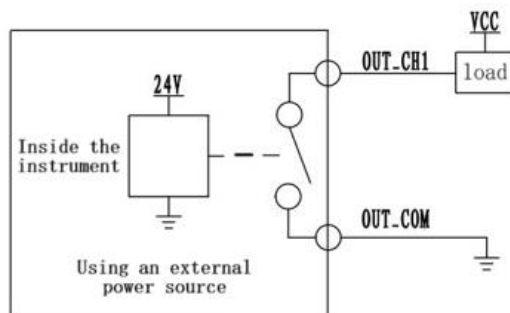 VCC
OUT_CH1
load
24V
Inside the
instrument
OUT_COM
Using an external
power source